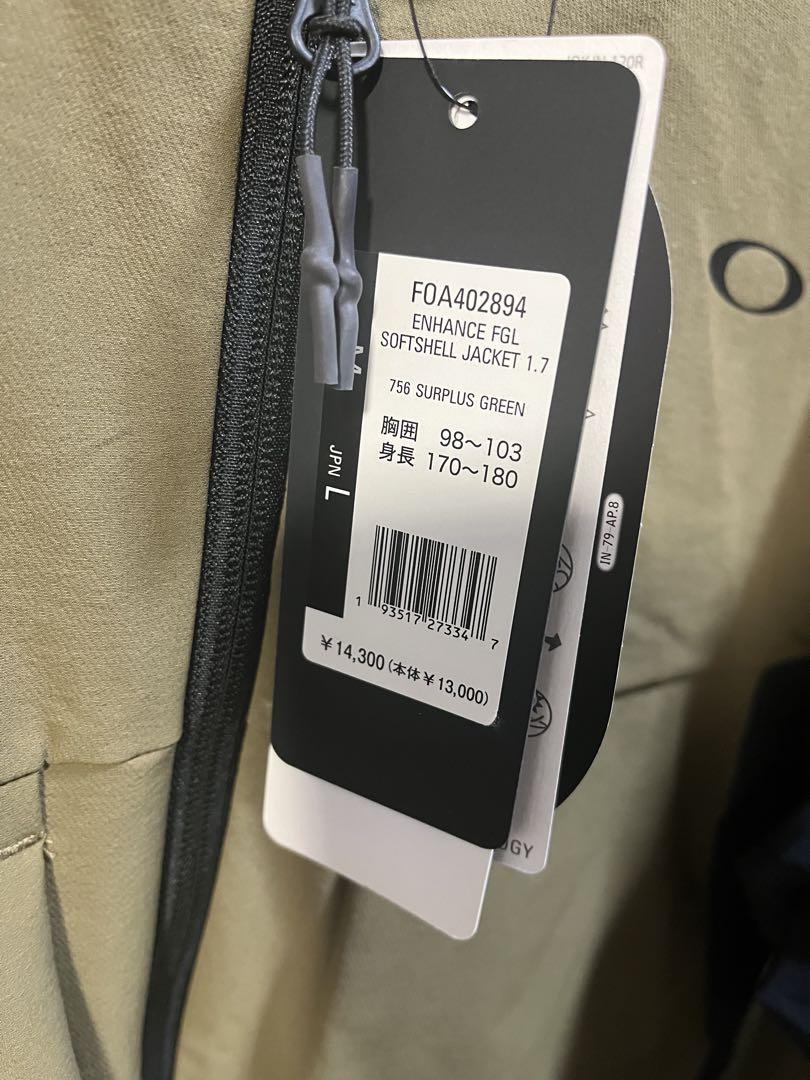 FOA402894
ENHANCE FGL
SOFTSHELL JACKET 1.7
756 SURPLUS GREEN
胸囲 98～103
身長 170～180
JPN L
1 93517 27334 7
￥14,300(本体￥13,000)
IN-79-AP.8